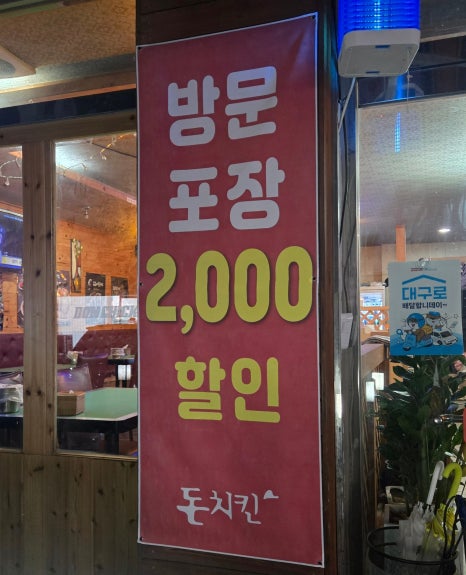 방문
포장
2,000
할인
돈치킨
대구로
배달합니데이~